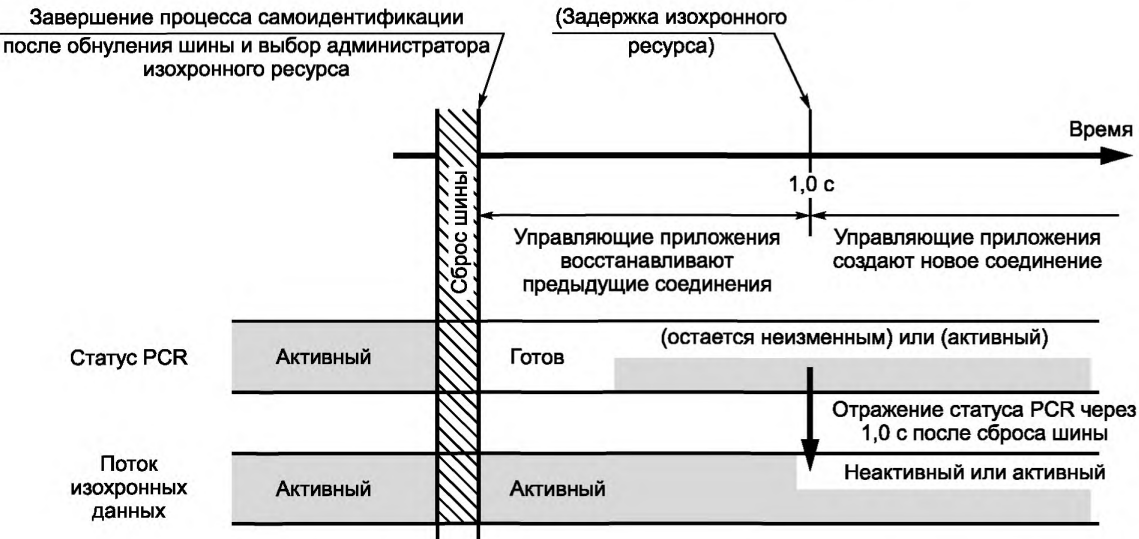 Завершение процесса самоидентификации
после обнуления шины и выбор администратора
изохронного ресурса
(Задержка изохронного
ресурса)
Время
1,0 с
Сброс шины
Управляющие приложения
восстанавливают
предыдущие соединения
Управляющие приложения
создают новое соединение
Статус PCR
Активный
Готов
(остается неизменным) или (активный)
Отражение статуса PCR через
1,0 с после сброса шины
Поток
изохронных
данных
Активный
Активный
Неактивный или активный